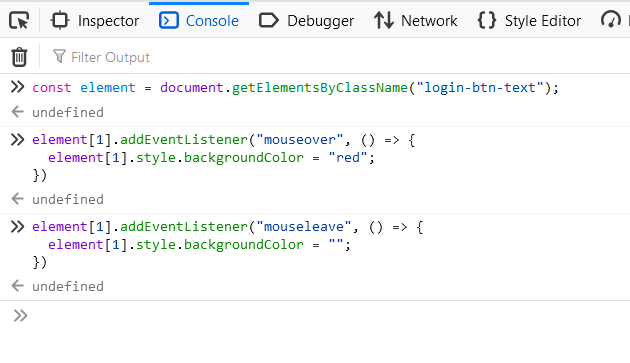 Inspector Console Debugger Network {} Style Editor
Filter Output
>> const element = document.getElementsByClassName("login-btn-text");
← undefined
>> element[1].addEventListener("mouseover", () => {
element[1].style.backgroundColor = "red";
})
← undefined
>> element[1].addEventListener("mouseleave", () => {
element[1].style.backgroundColor = "";
})
← undefined
>>